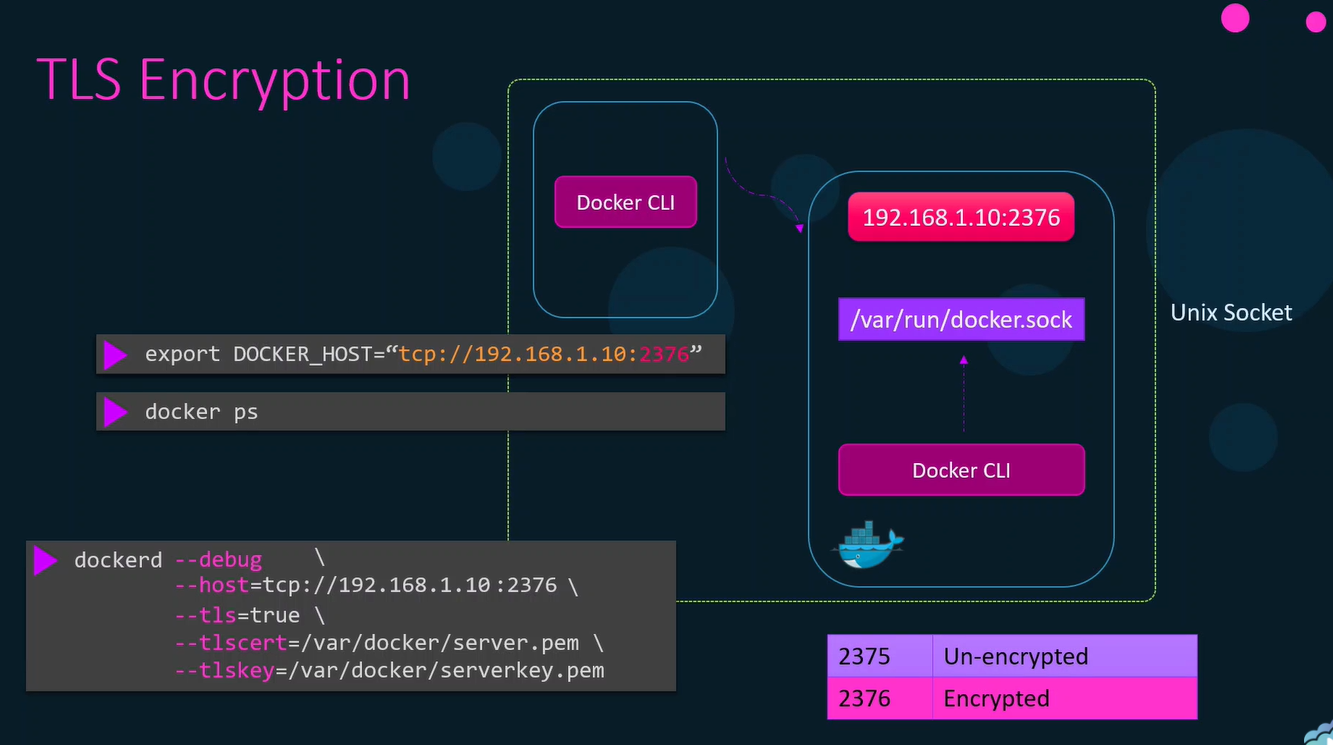 TLS Encryption
Docker CLI
192.168.1.10:2376
/var/run/docker.sock
Unix Socket
export DOCKER_HOST=“tcp://192.168.1.10:2376”
docker ps
Docker CLI
dockerd --debug \
--host=tcp://192.168.1.10:2376 \
--tls=true \
--tlscert=/var/docker/server.pem \
--tlskey=/var/docker/serverkey.pem
2375 Un-encrypted
2376 Encrypted